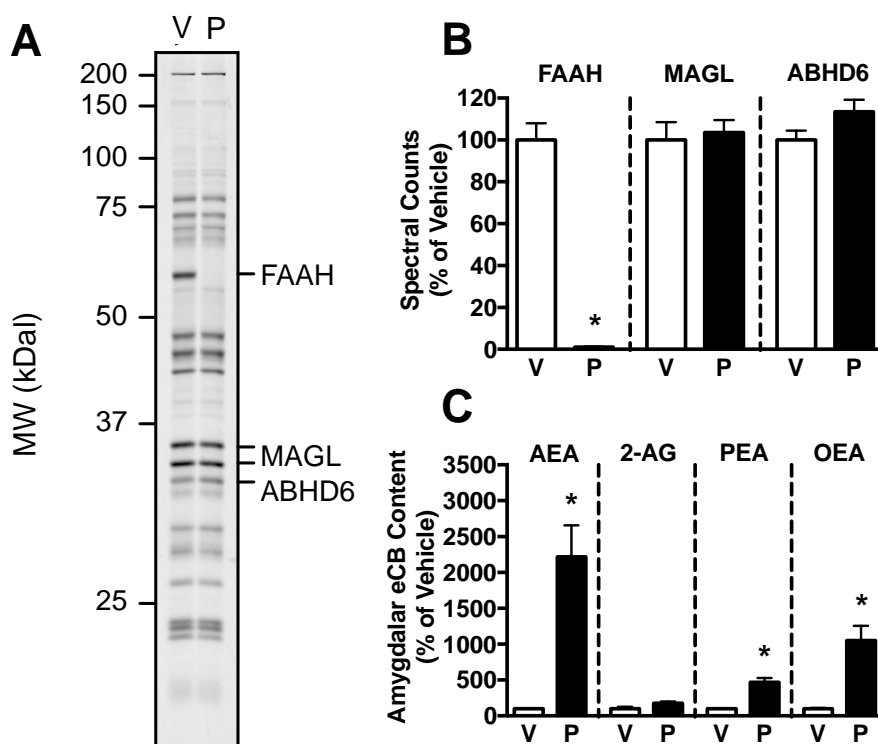 A
V P
200
150
100
75
50
37
25
MW (kDal)
FAAH
MAGL
ABHD6
B
FAAH MAGL ABHD6
Spectral Counts
(% of Vehicle)
120
100
80
60
40
20
0
*
V P V P V P
C
AEA 2-AG PEA OEA
Amygdalar eCB Content
(% of Vehicle)
3500
3000
2500
2000
1500
1000
500
0
*
*
*
V P V P V P V P